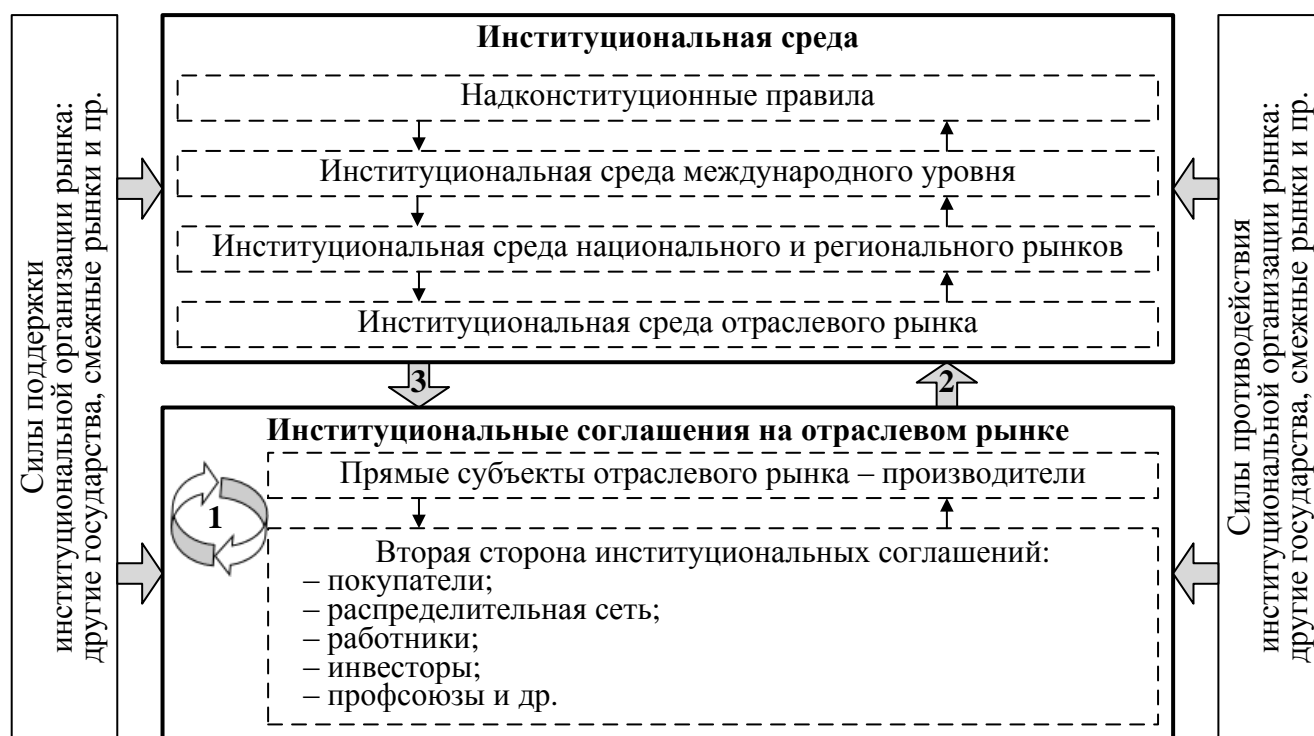 Силы поддержки
институциональной организации рынка:
другие государства, смежные рынки и пр.
Институциональная среда
Надконституционные правила
Институциональная среда международного уровня
Институциональная среда национального и регионального рынков
Институциональная среда отраслевого рынка
3
2
Институциональные соглашения на отраслевом рынке
Прямые субъекты отраслевого рынка – производители
1
Вторая сторона институциональных соглашений:
– покупатели;
– распределительная сеть;
– работники;
– инвесторы;
– профсоюзы и др.
Силы противодействия
институциональной организации рынка:
другие государства, смежные рынки и пр.